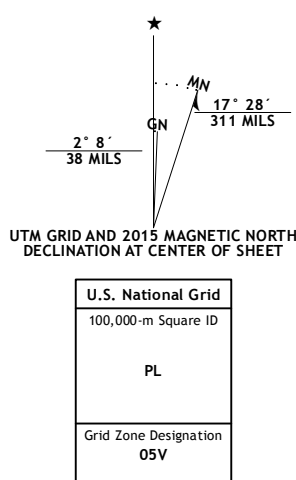 ★
MN
GN
17° 28´
311 MILS
2° 8´
38 MILS
UTM GRID AND 2015 MAGNETIC NORTH
DECLINATION AT CENTER OF SHEET
U.S. National Grid
100,000-m Square ID
PL
Grid Zone Designation
05V